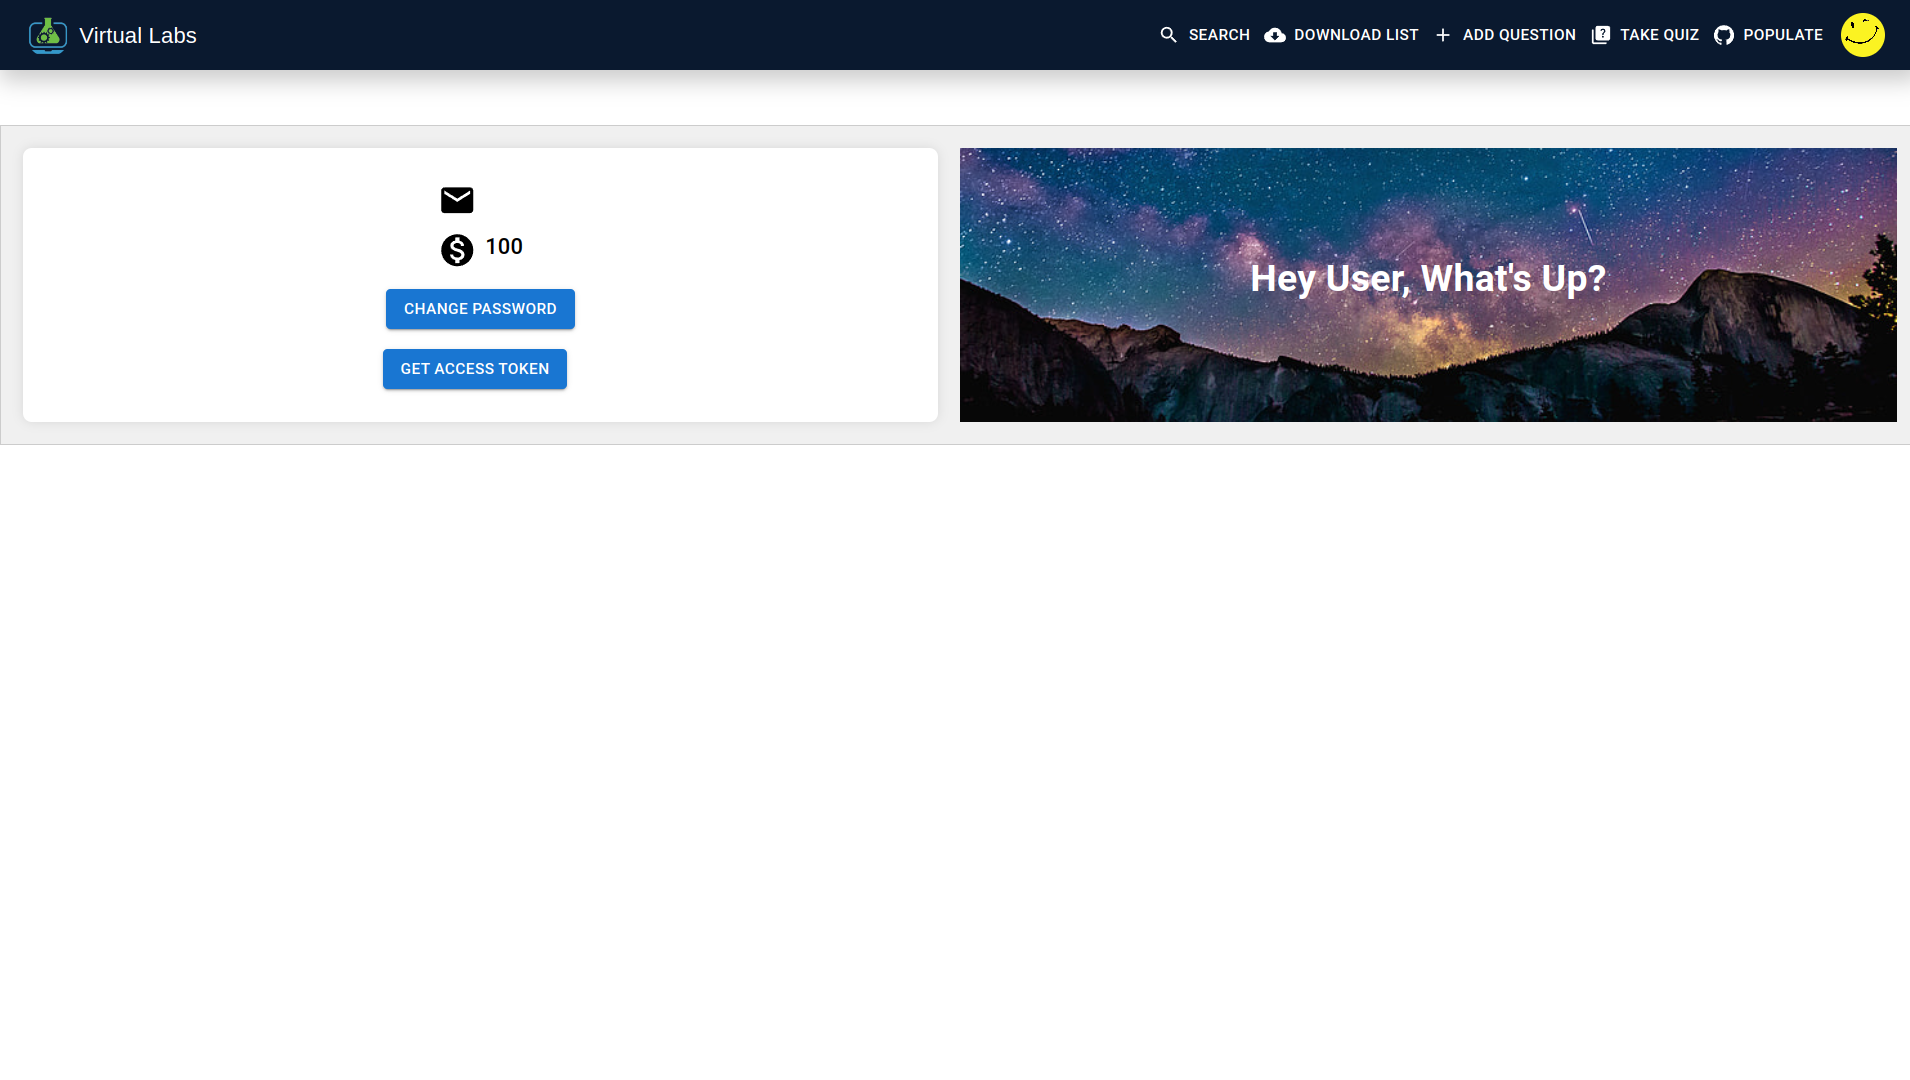 Virtual Labs
SEARCH
DOWNLOAD LIST
ADD QUESTION
TAKE QUIZ
POPULATE
100
CHANGE PASSWORD
GET ACCESS TOKEN
Hey User, What's Up?